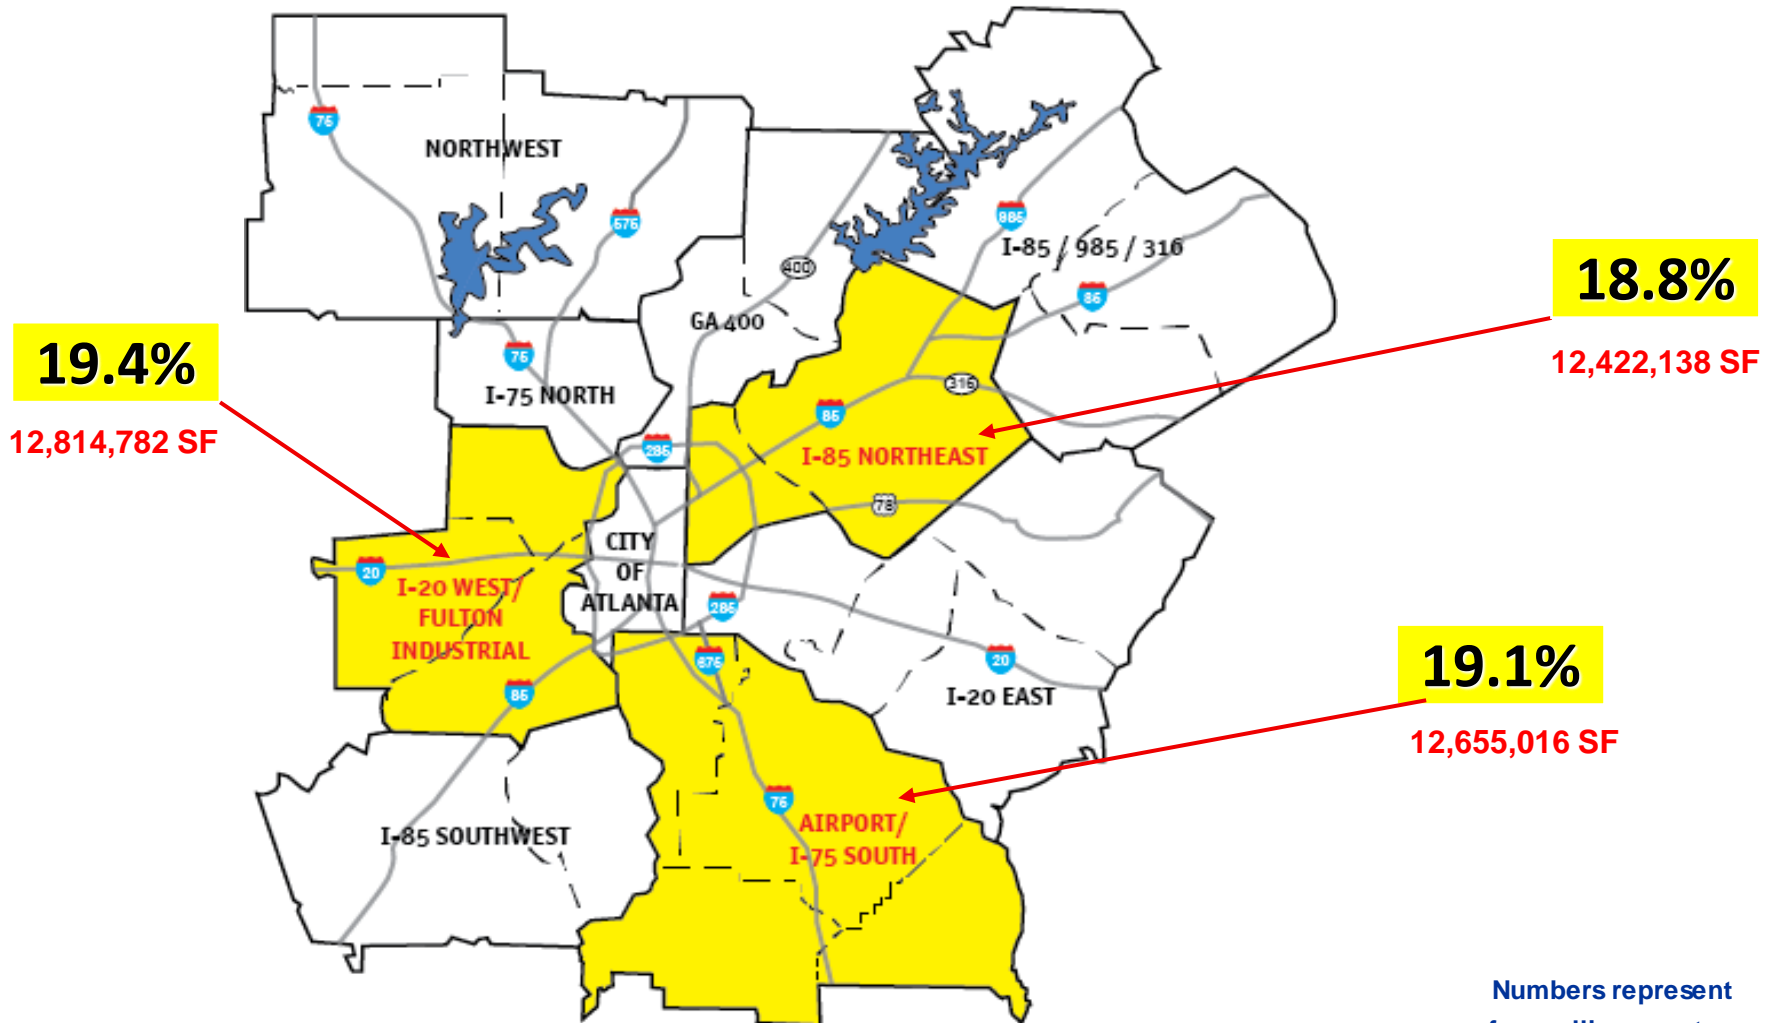 75
NORTHWEST
575
985
I-85 / 985 / 316
400
85
18.8%
12,422,138 SF
GA 400
19.4%
12,814,782 SF
75
I-75 NORTH
316
85
285
I-85 NORTHEAST
78
CITY
OF
ATLANTA
20
I-20 WEST/
FULTON
INDUSTRIAL
285
675
20
85
I-20 EAST
19.1%
12,655,016 SF
75
AIRPORT/
I-75 SOUTH
I-85 SOUTHWEST
Numbers represent